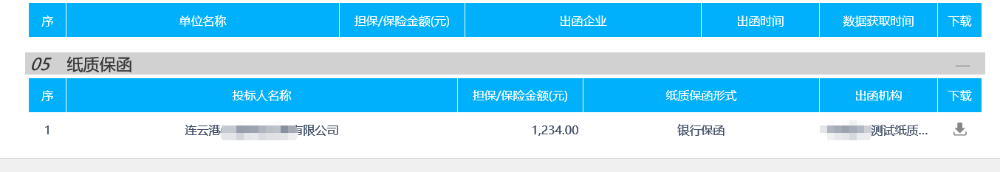 序 单位名称 担保/保险金额(元) 出函企业 出函时间 数据获取时间 下载
05 纸质保函
序 投标人名称 担保/保险金额(元) 纸质保函形式 出函机构 下载
1 连云港 有限公司 1,234.00 银行保函 测试纸质...